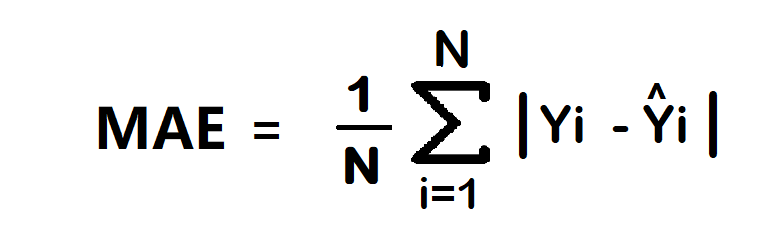 MAE = 1/N N∑i=1 |Yi - Ŷi|